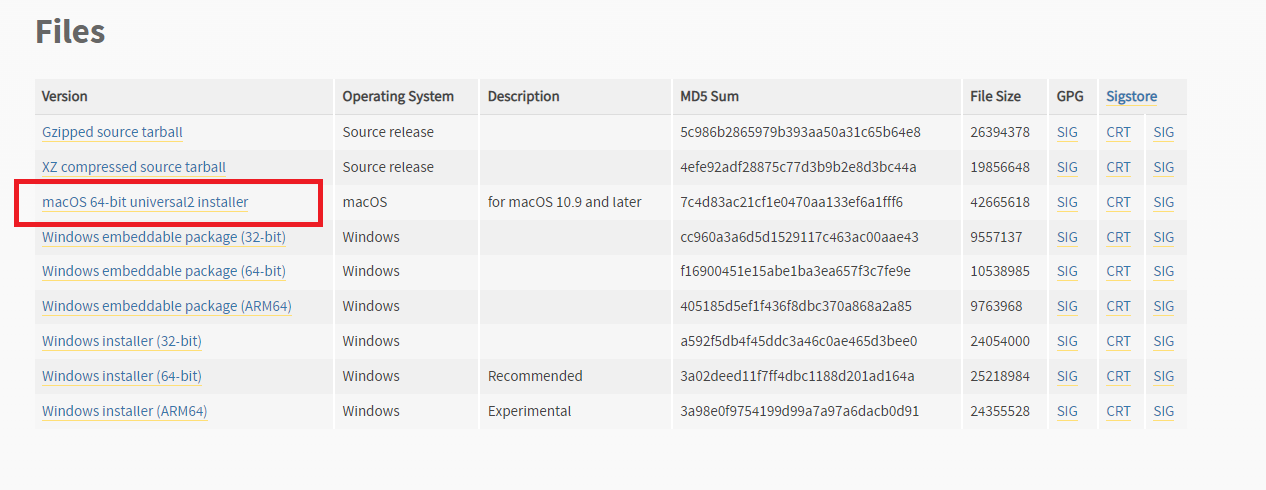 Files
Version Operating System Description MD5 Sum File Size GPG Sigstore
Gzipped source tarball Source release 5c986b2865979b393aa50a31c65b64e8 26394378 SIG CRT SIG
XZ compressed source tarball Source release 4efe92adf28875c77d3b9b2e8d3bc44a 19856648 SIG CRT SIG
macOS 64-bit universal2 installer macOS for macOS 10.9 and later 7c4d83ac21cf1e0470aa133ef6a1fff6 42665618 SIG CRT SIG
Windows embeddable package (32-bit) Windows cc960a3a6d5d1529117c463ac00aae43 9557137 SIG CRT SIG
Windows embeddable package (64-bit) Windows f16900451e15abe1ba3ea657f3c7fe9e 10538985 SIG CRT SIG
Windows embeddable package (ARM64) Windows 405185d5ef1f436f8dbc370a868a2a85 9763968 SIG CRT SIG
Windows installer (32-bit) Windows a592f5db4f45ddc3a46c0ae465d3bee0 24054000 SIG CRT SIG
Windows installer (64-bit) Windows Recommended 3a02deed11f7ff4dbc1188d201ad164a 25218984 SIG CRT SIG
Windows installer (ARM64) Windows Experimental 3a98e0f9754199d99a7a97a6dacb0d91 24355528 SIG CRT SIG